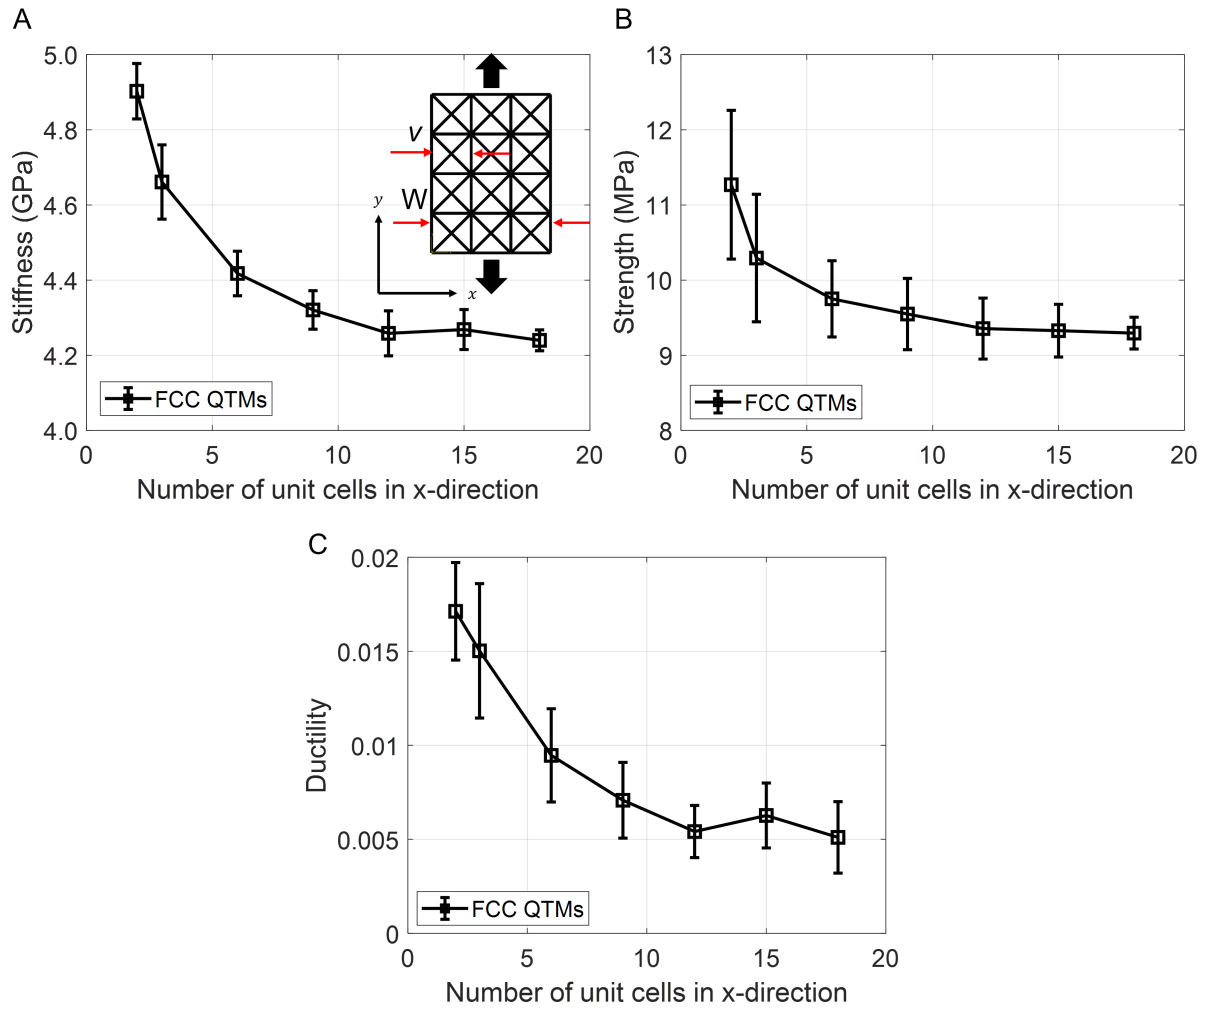 A
Stiffness (GPa)
5.0
4.8
4.6
4.4
4.2
4.0
v
W
y
x
FCC QTMs
0
5
10
15
20
Number of unit cells in x-direction
B
Strength (MPa)
13
12
11
10
9
8
FCC QTMs
0
5
10
15
20
Number of unit cells in x-direction
C
Ductility
0.02
0.015
0.01
0.005
0
FCC QTMs
0
5
10
15
20
Number of unit cells in x-direction